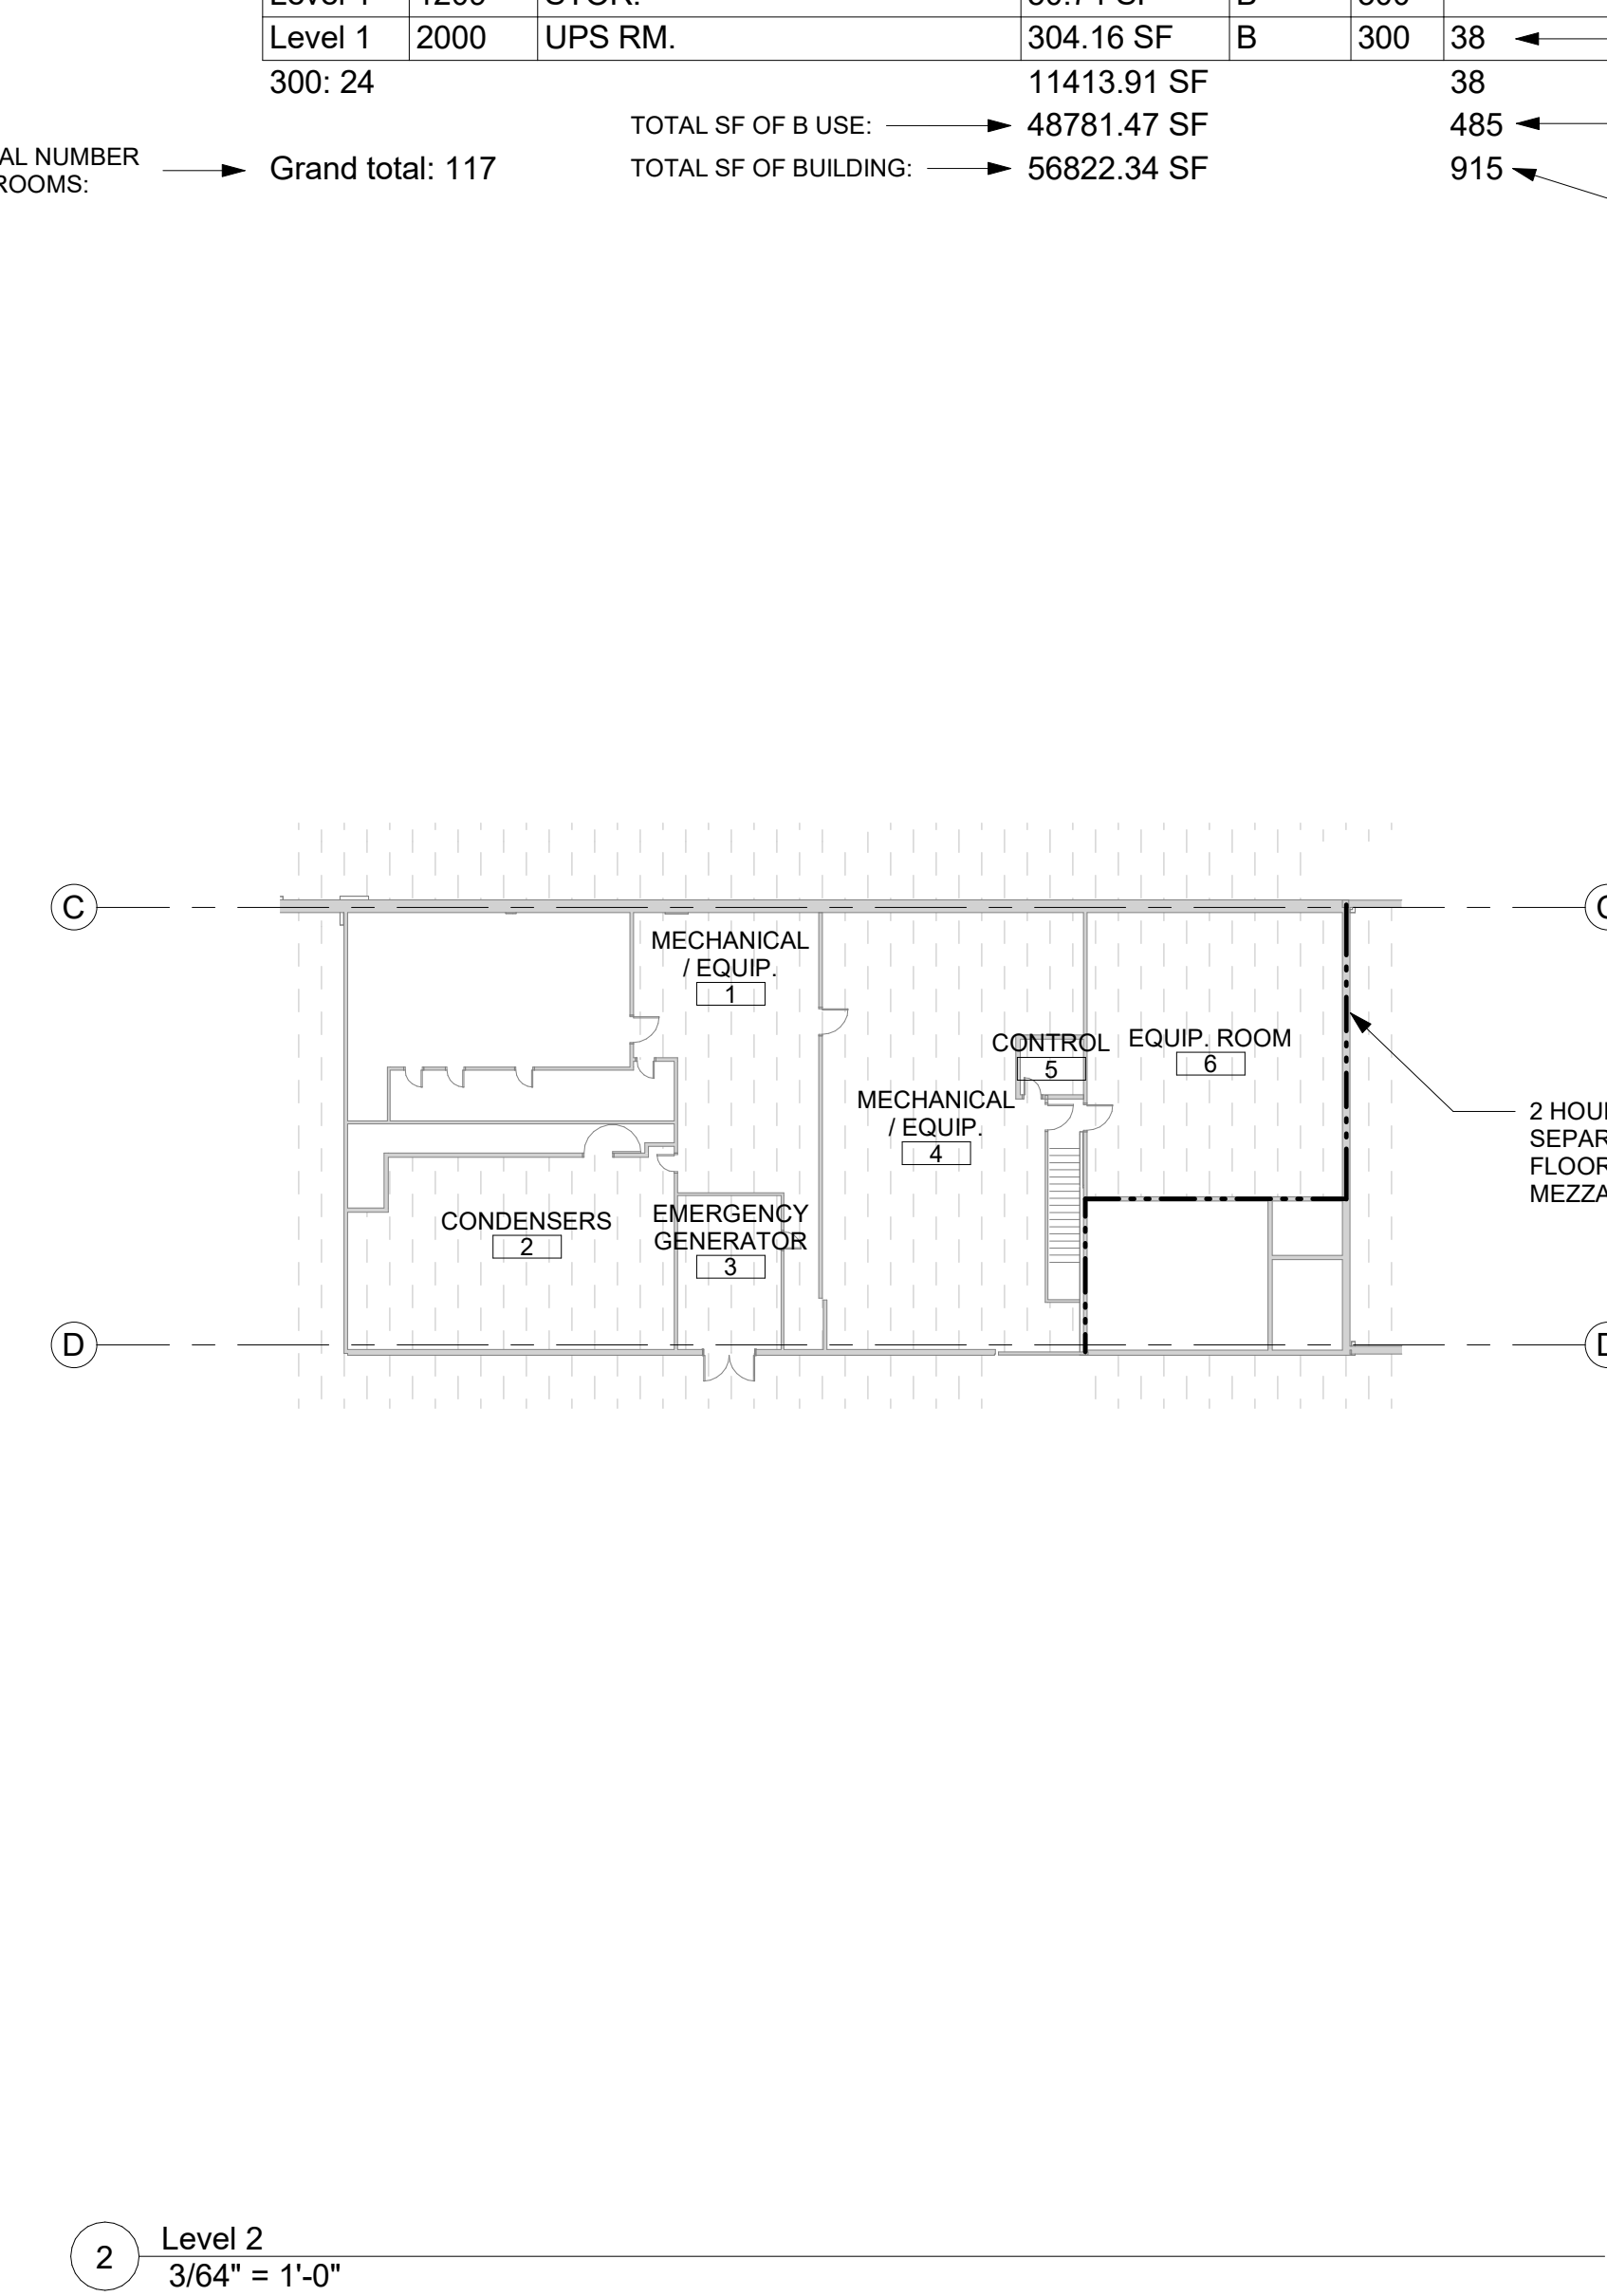 Level 1 2000 UPS RM. 304.16 SF B 300 38
300: 24 11413.91 SF 38
TOTAL SF OF B USE: 48781.47 SF 485
AL NUMBER
ROOMS:
Grand total: 117 TOTAL SF OF BUILDING: 56822.34 SF 915
C
MECHANICAL
/ EQUIP.
1
CONTROL
5
EQUIP. ROOM
6
MECHANICAL
/ EQUIP.
4
2 HOU
SEPAR
FLOOR
MEZZA
CONDENSERS
2
EMERGENCY
GENERATOR
3
D
2
Level 2
3/64" = 1'-0"